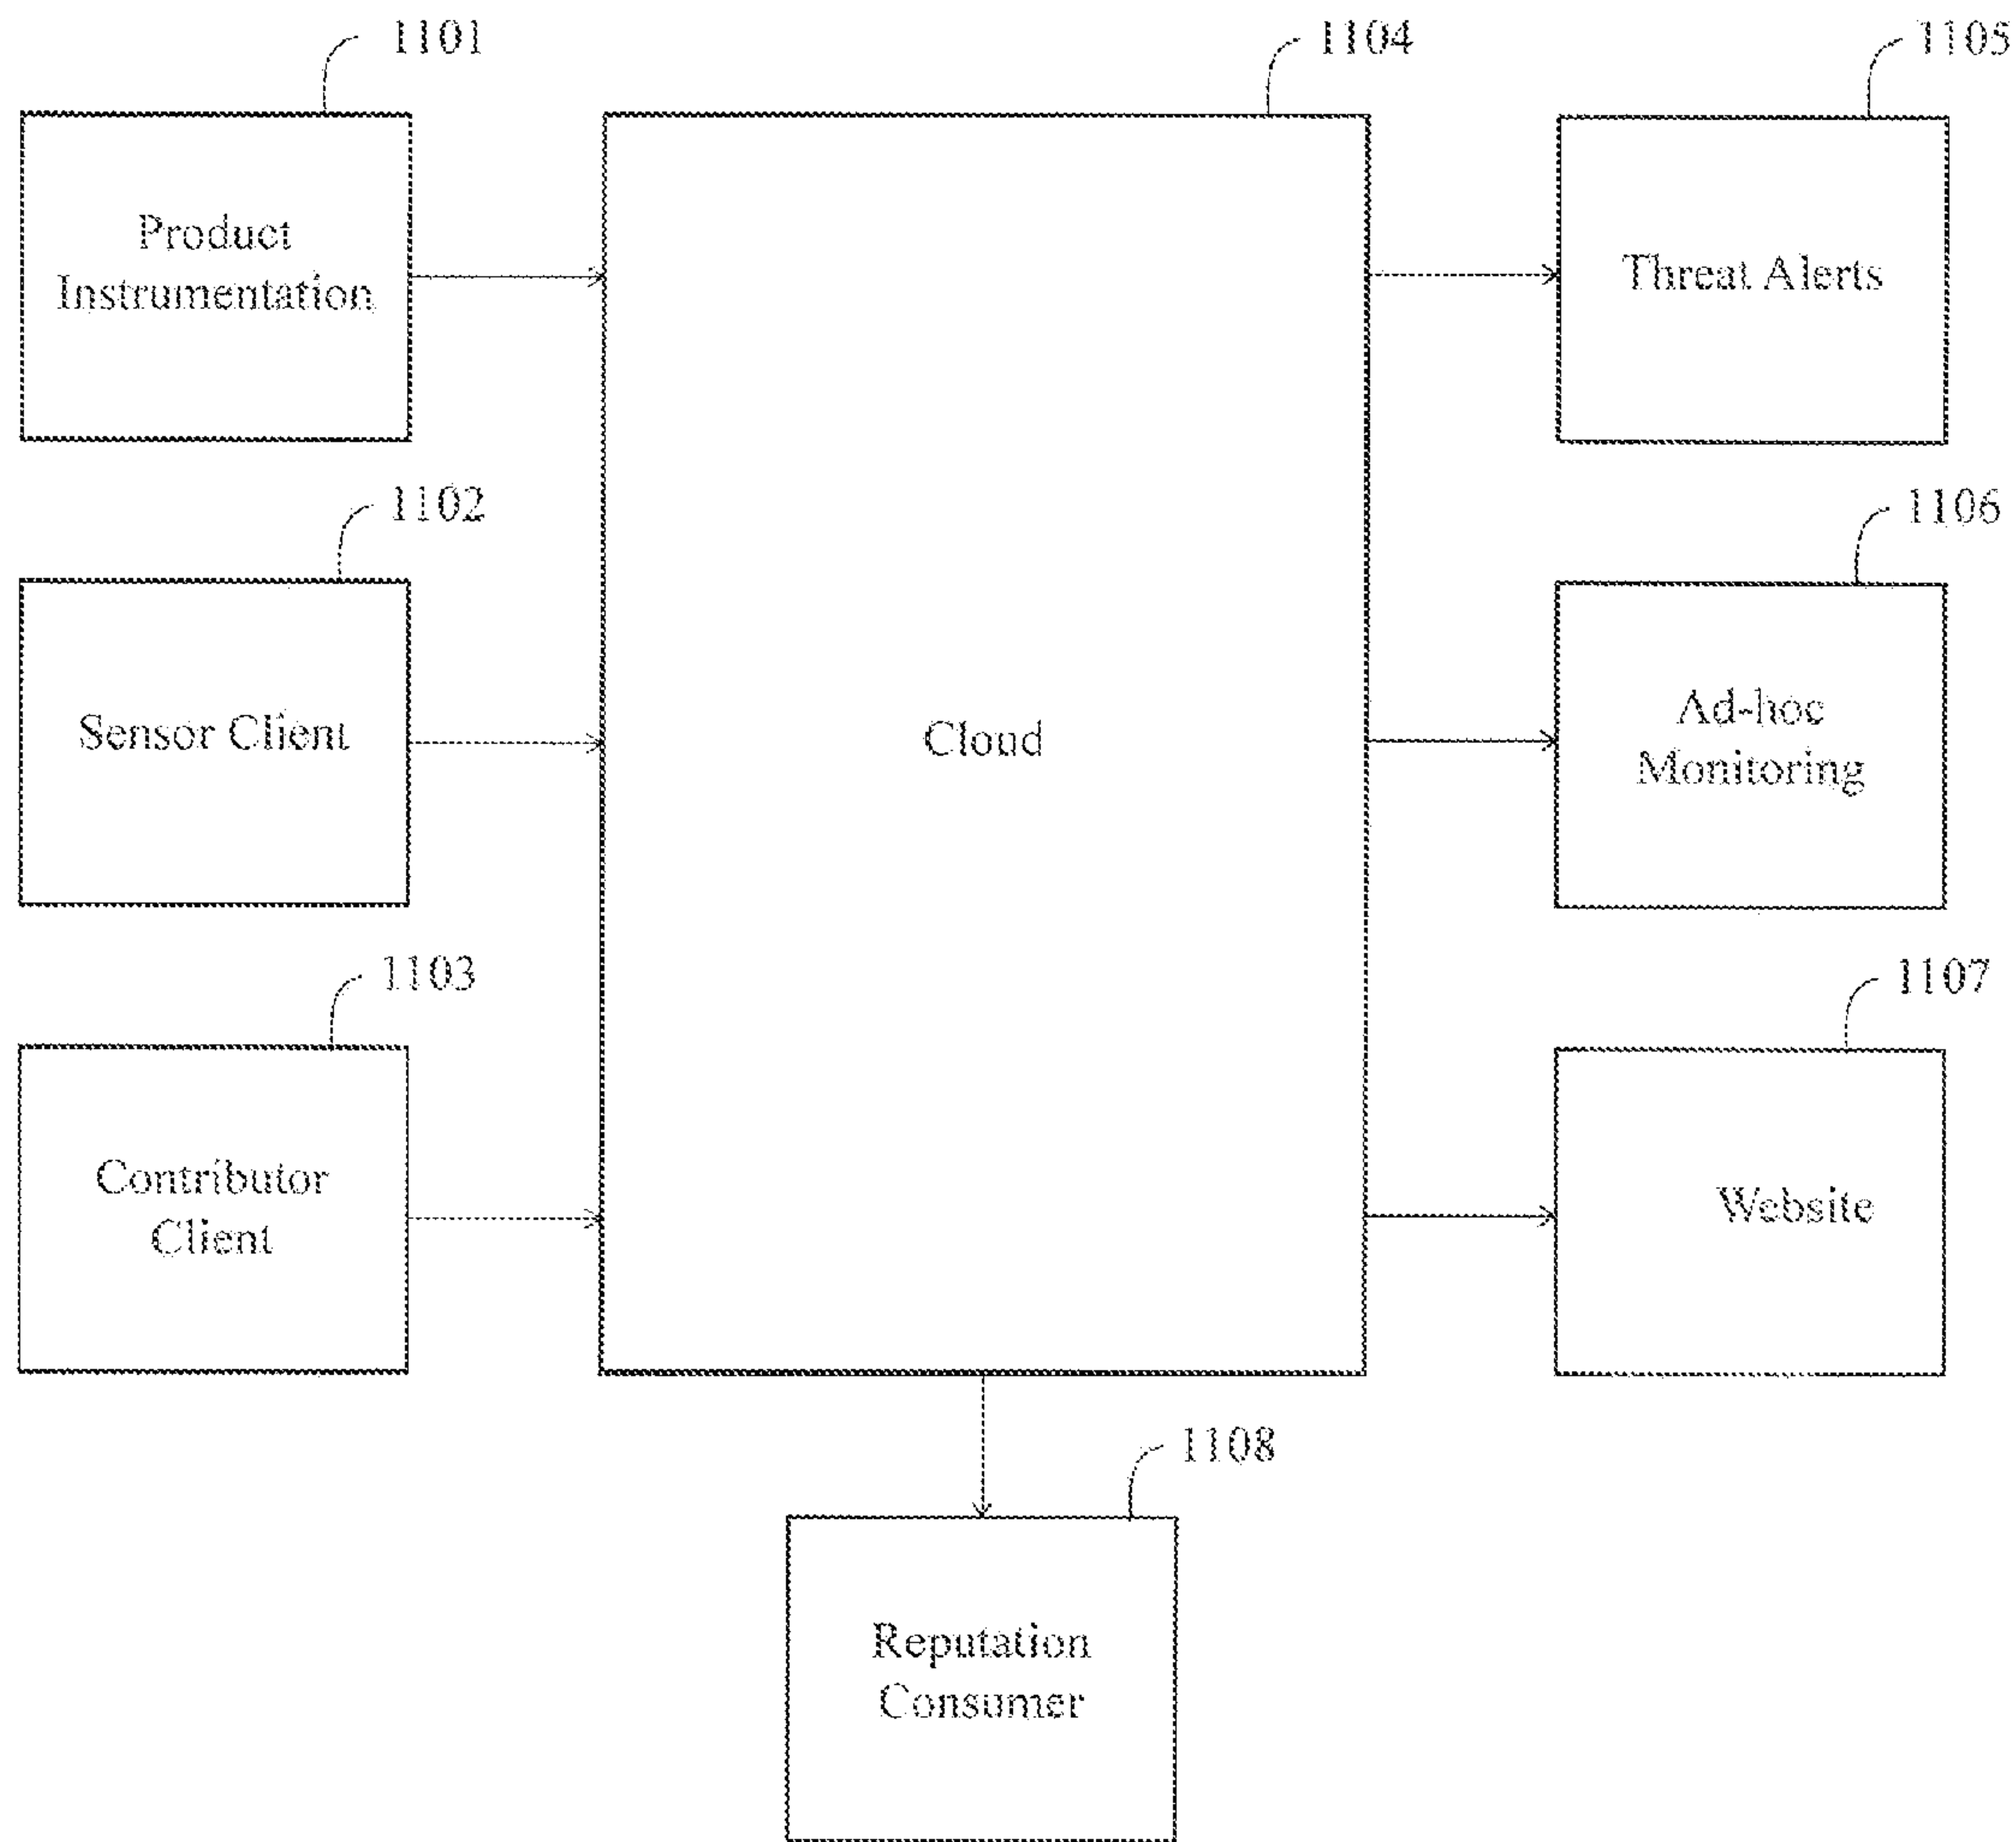 1101
1104
1105
Product
Instrumentation
Threat Alerts
1102
1106
Sensor Client
Cloud
Ad-hoc
Monitoring
1103
1107
Contributor
Client
Website
1108
Reputation
Consumer